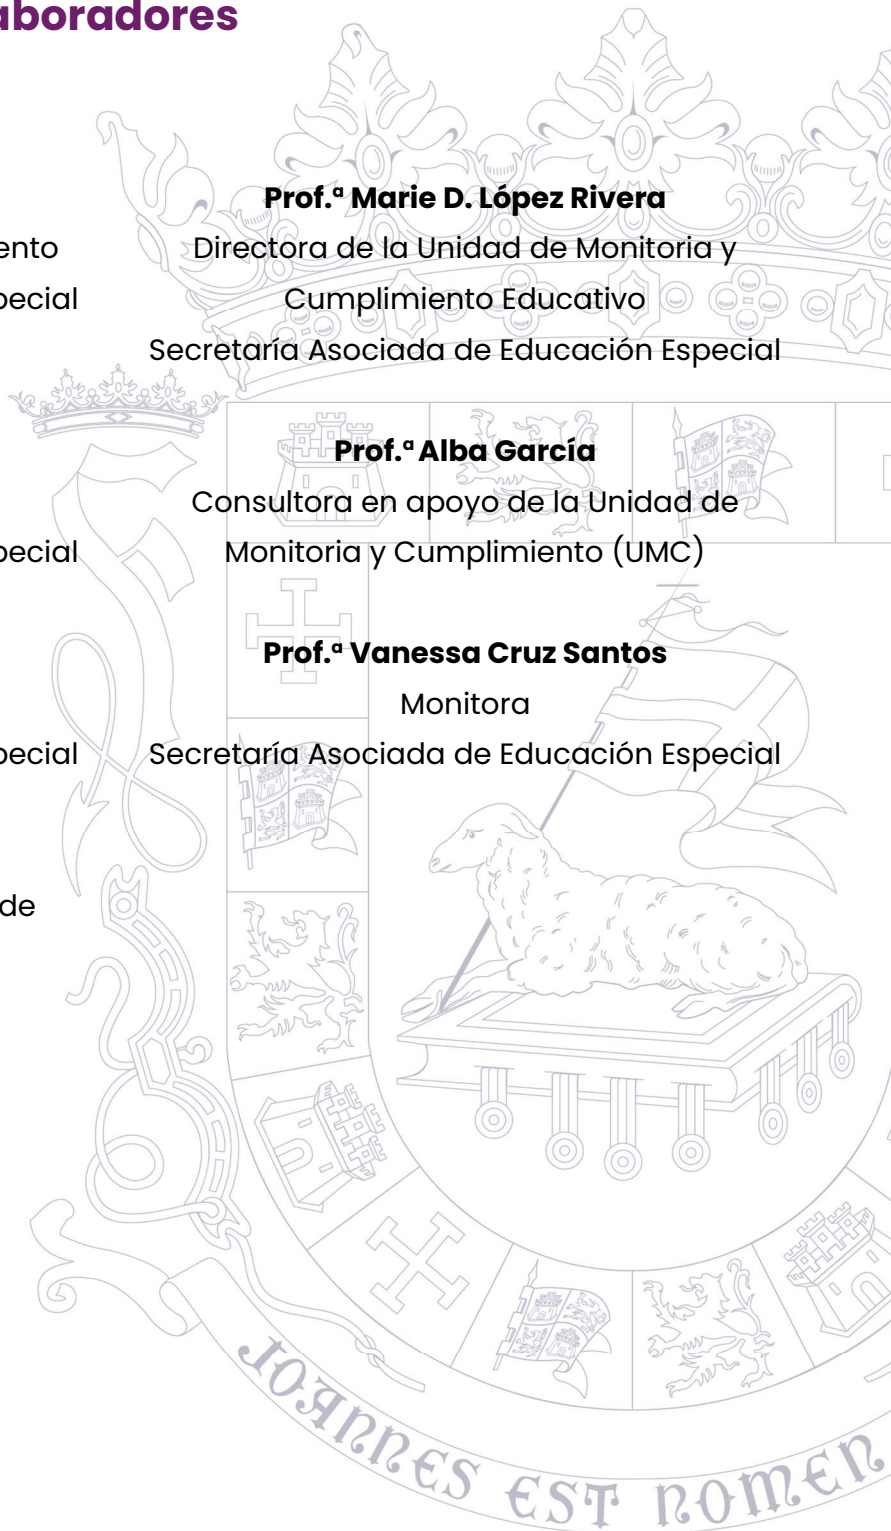 aboradores
Prof.ª Marie D. López Rivera
ento
Directora de la Unidad de Monitoria y
pecial
Cumplimiento Educativo
Secretaría Asociada de Educación Especial
Prof.ª Alba García
Consultora en apoyo de la Unidad de
pecial
Monitoria y Cumplimiento (UMC)
Prof.ª Vanessa Cruz Santos
Monitora
pecial
Secretaría Asociada de Educación Especial
de
JOANNES EST NOMEN